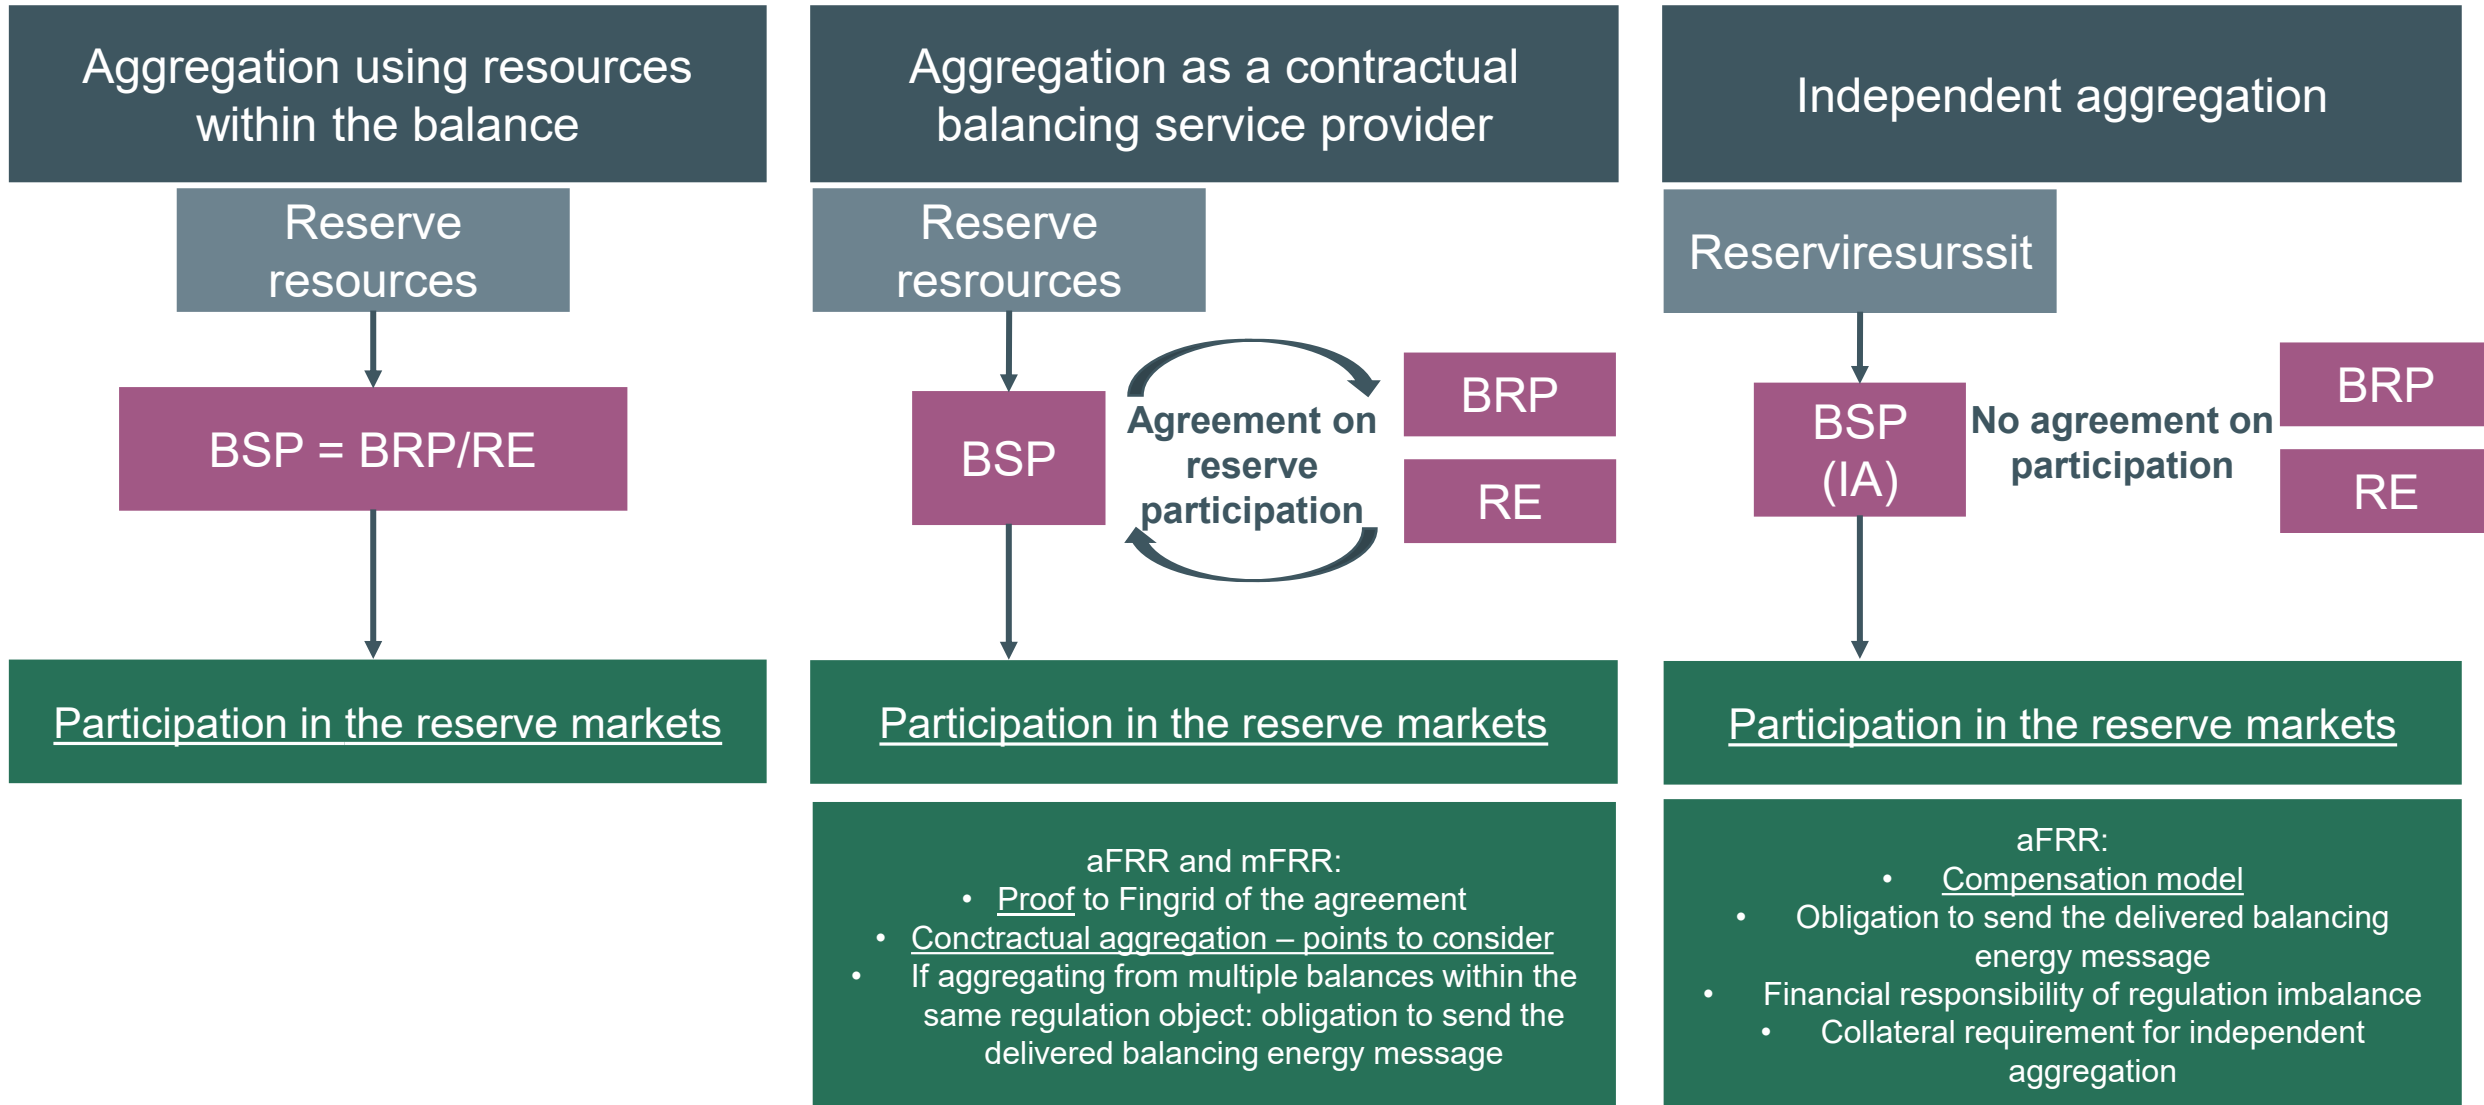 Aggregation using resources
within the balance
Reserve
resources
BSP = BRP/RE
Participation in the reserve markets
Aggregation as a contractual
balancing service provider
Reserve
resrources
BSP
Agreement on
reserve
participation
BRP
RE
Participation in the reserve markets
aFRR and mFRR:
• Proof to Fingrid of the agreement
• Conctractual aggregation – points to consider
• If aggregating from multiple balances within the
same regulation object: obligation to send the
delivered balancing energy message
Independent aggregation
Reserviresurssit
BSP
(IA)
No agreement on
participation
BRP
RE
Participation in the reserve markets
aFRR:
• Compensation model
• Obligation to send the delivered balancing
energy message
• Financial responsibility of regulation imbalance
• Collateral requirement for independent
aggregation